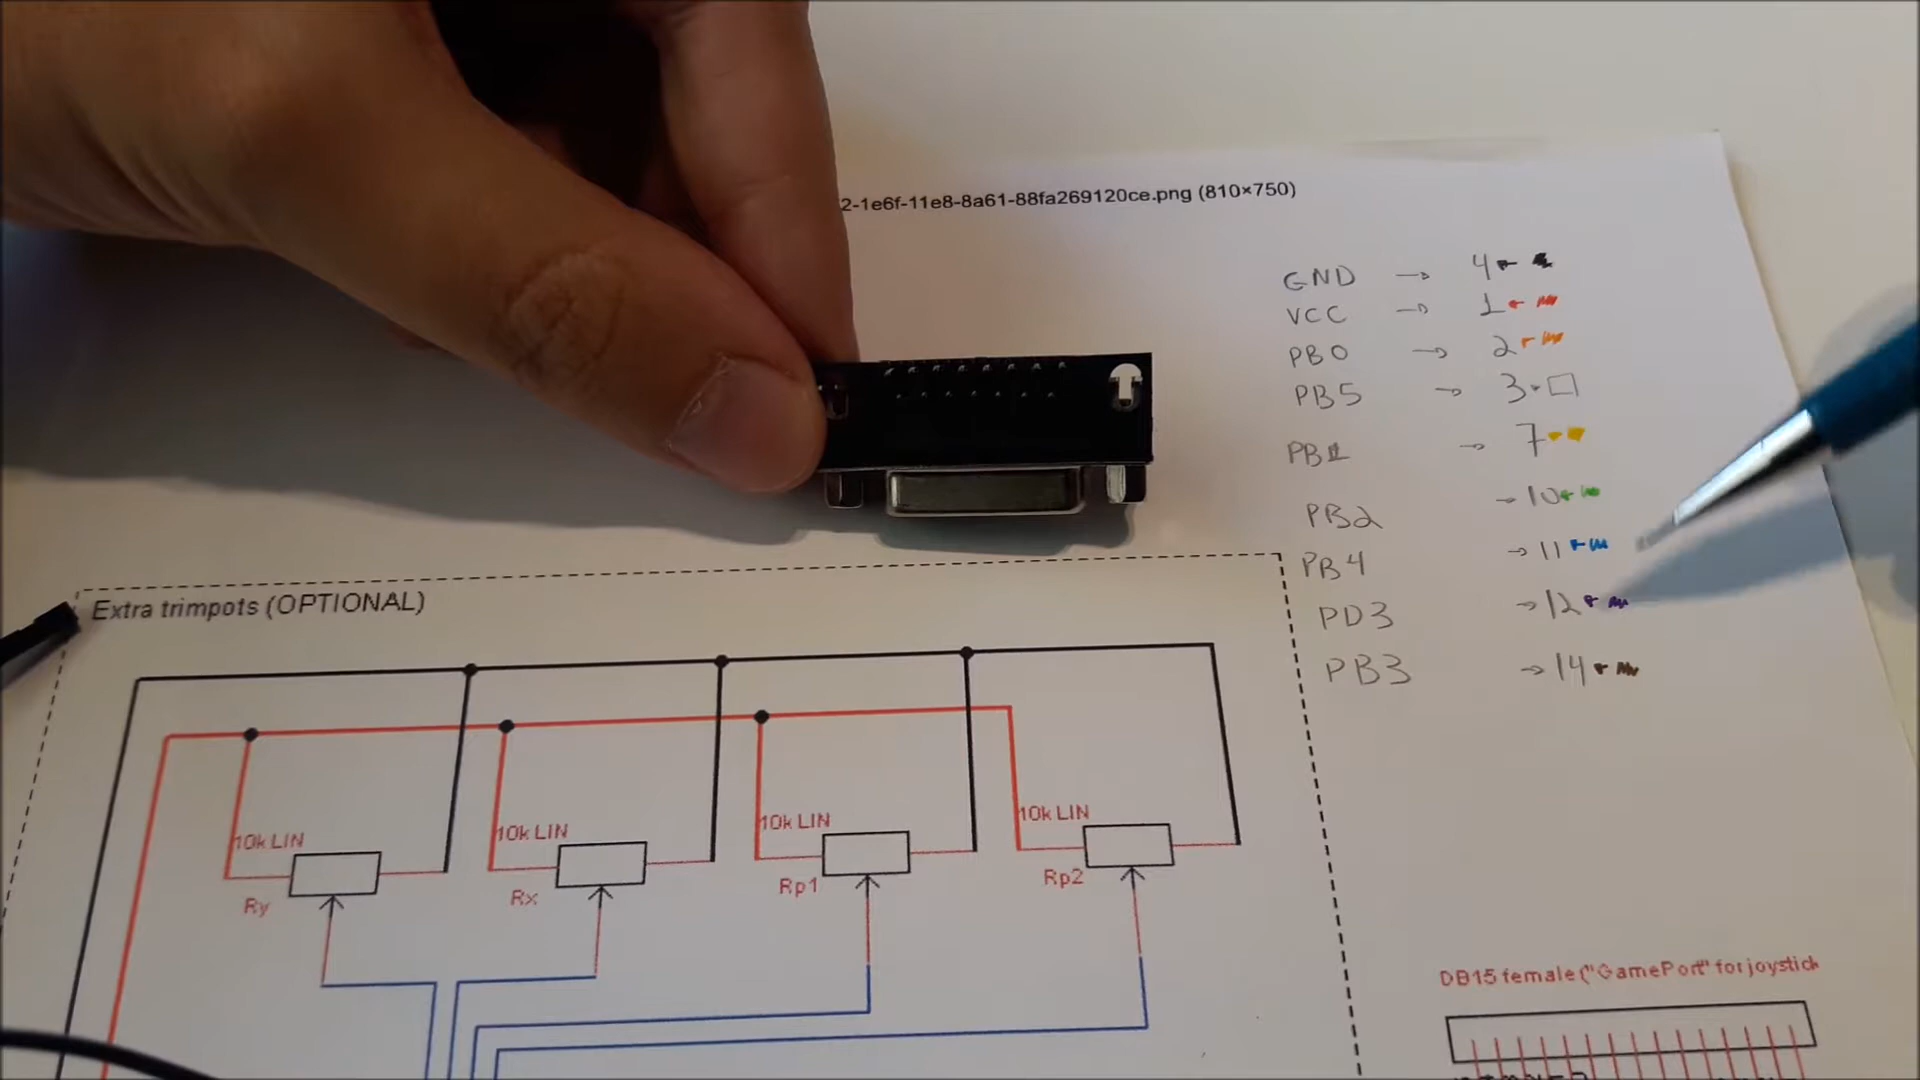 2-1e6f-11e8-8a61-88fa269120ce.png (810×750)
GND → 4
VCC → 1
PB0 → 2
PB5 → 3
PB1 → 7
PB2 → 10
PB4 → 11
PD3 → 12
PB3 → 14
Extra trimpots (OPTIONAL)
10k LIN 10k LIN 10k LIN 10k LIN
Ry Rx Rp1 Rp2
DB15 female ("GamePort" for joystick